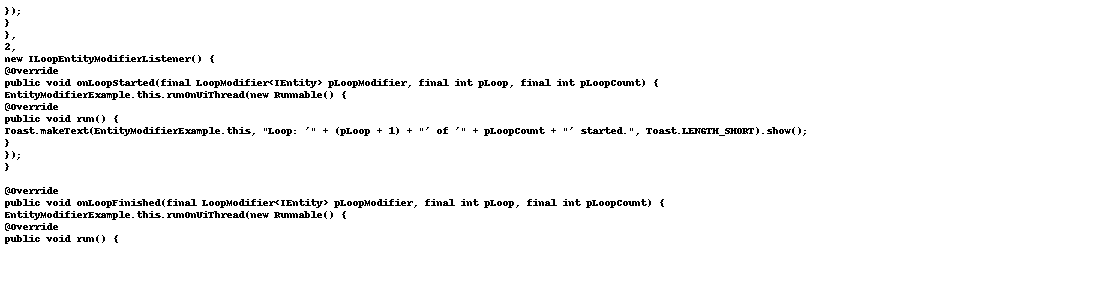 });
}
},
2,
new ILoopEntityModifierListener() {
@Override
public void onLoopStarted(final LoopModifier<IEntity> pLoopModifier, final int pLoop, final int pLoopCount) {
EntityModifierExample.this.runOnUiThread(new Runnable() {
@Override
public void run() {
Toast.makeText(EntityModifierExample.this, "Loop: '" + (pLoop + 1) + "' of '" + pLoopCount + "' started.", Toast.LENGTH_SHORT).show();
}
});
}
@Override
public void onLoopFinished(final LoopModifier<IEntity> pLoopModifier, final int pLoop, final int pLoopCount) {
EntityModifierExample.this.runOnUiThread(new Runnable() {
@Override
public void run() {